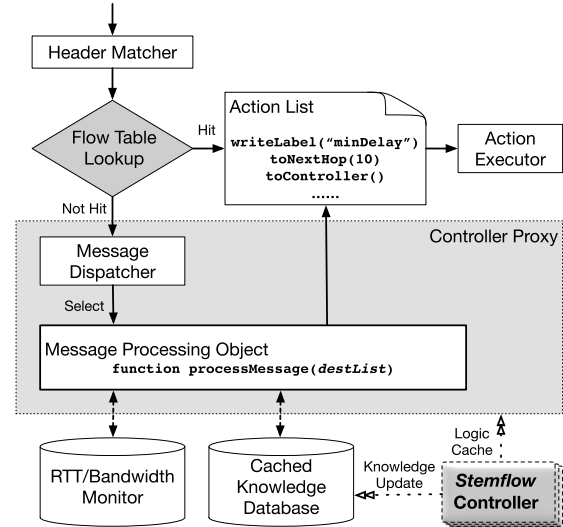 Header Matcher
Flow Table
Lookup
Hit
Action List
writeLabel(“minDelay”)
toNextHop(10)
toController()
......
Action
Executor
Not Hit
Controller Proxy
Message
Dispatcher
Select
Message Processing Object
function processMessage(destList)
RTT/Bandwidth
Monitor
Cached
Knowledge
Database
Knowledge
Update
Logic
Cache
Stemflow
Controller